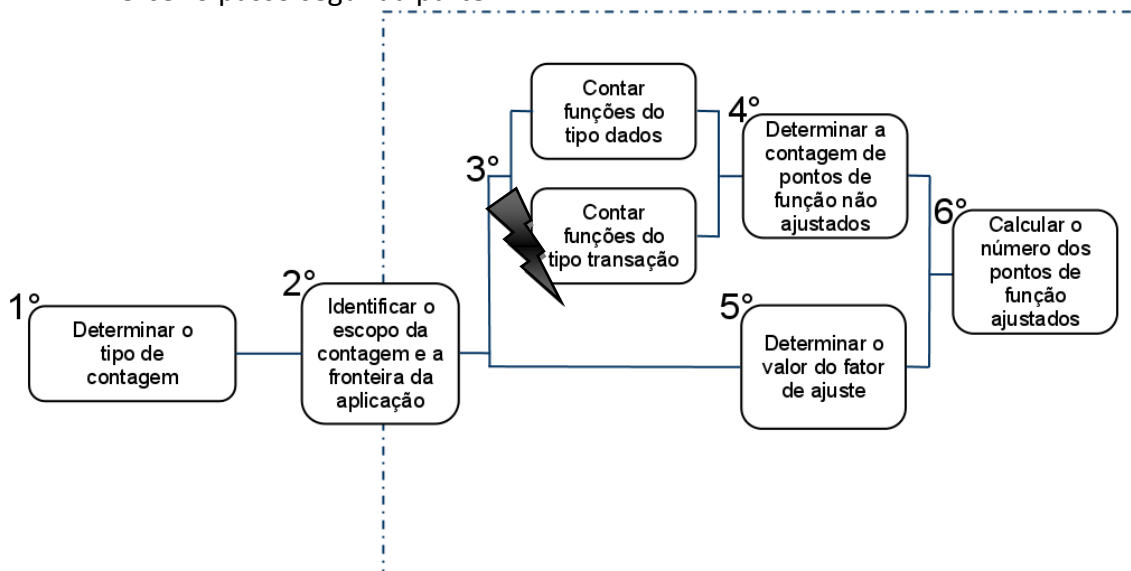 1°
Determinar o
tipo de
contagem
2°
Identificar o
escopo da
contagem e a
fronteira da
aplicação
3°
Contar
funções do
tipo dados
Contar
funções do
tipo transação
4°
Determinar a
contagem de
pontos de
função não
ajustados
5°
Determinar o
valor do fator
de ajuste
6°
Calcular o
número dos
pontos de
função
ajustados